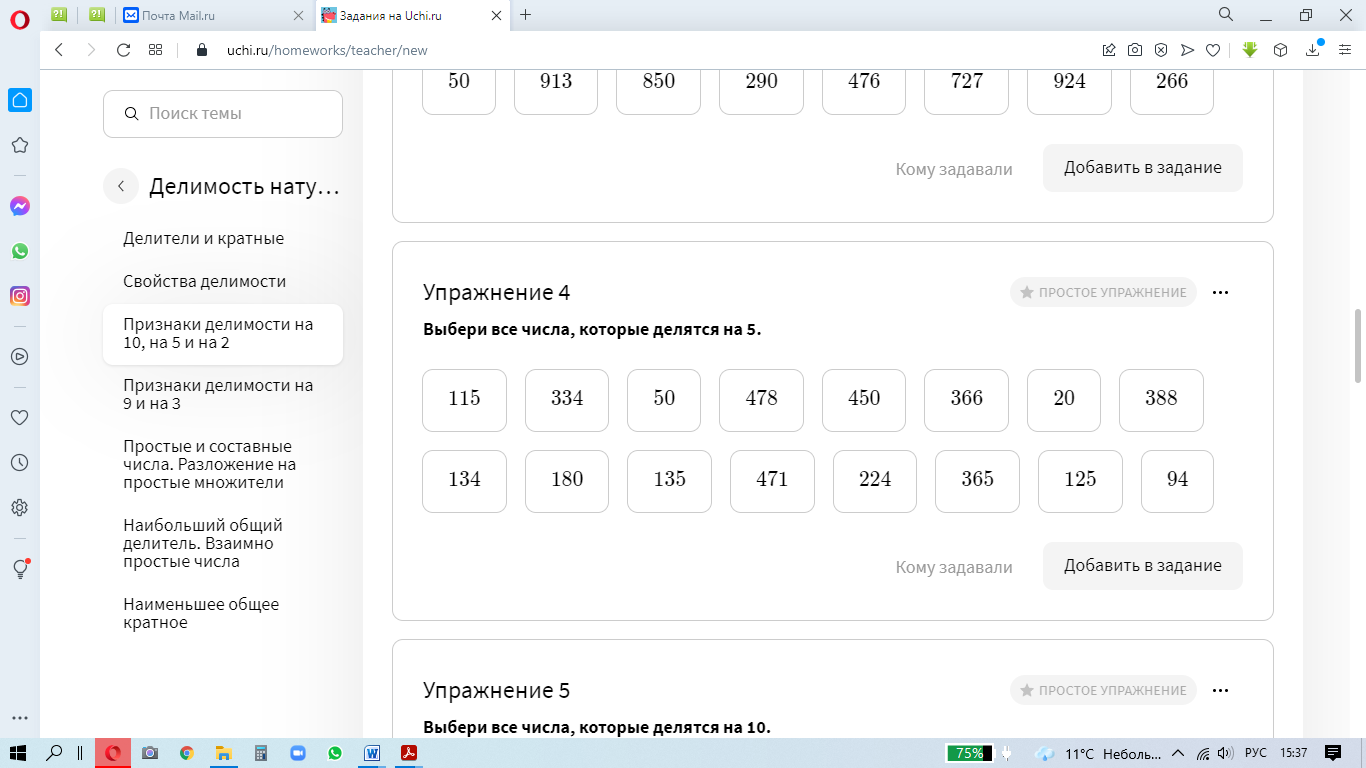 Почта Mail.ru
Задания на Uchi.ru
uchi.ru/homeworks/teacher/new
Поиск темы
Делимость нату...
Делители и кратные
Свойства делимости
Признаки делимости на
10, на 5 и на 2
Признаки делимости на
9 и на 3
Простые и составные
числа. Разложение на
простые множители
Наибольший общий
делитель. Взаимно
простые числа
Наименьшее общее
кратное
50 913 850 290 476 727 924 266
Кому задавали Добавить в задание
Упражнение 4 ПРОСТОЕ УПРАЖНЕНИЕ
Выбери все числа, которые делятся на 5.
115 334 50 478 450 366 20 388
134 180 135 471 224 365 125 94
Кому задавали Добавить в задание
Упражнение 5 ПРОСТОЕ УПРАЖНЕНИЕ
Выбери все числа, которые делятся на 10.
75% 11°C Неболь... РУС 15:37